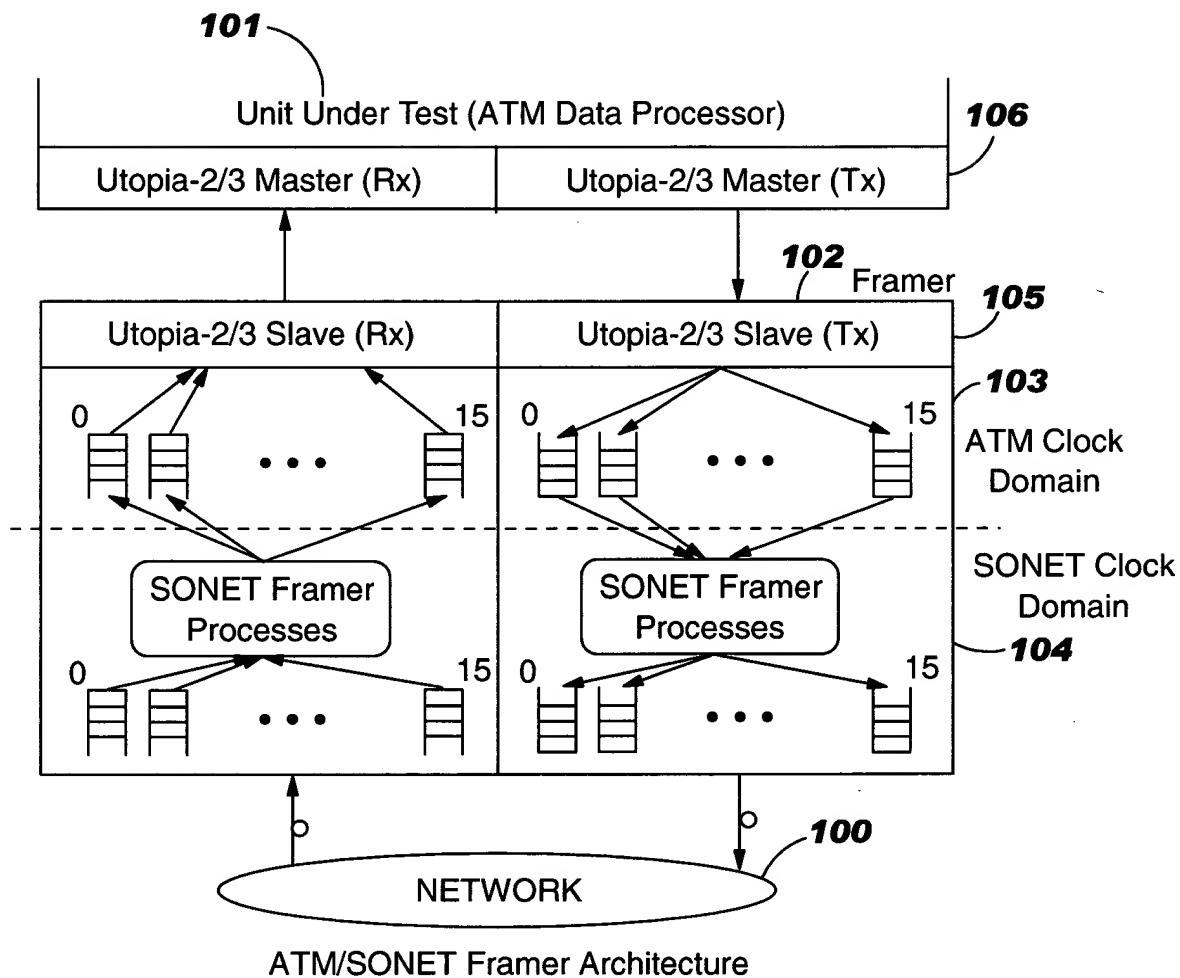 101
Unit Under Test (ATM Data Processor)
106
Utopia-2/3 Master (Rx)
Utopia-2/3 Master (Tx)
102
Framer
105
Utopia-2/3 Slave (Rx)
Utopia-2/3 Slave (Tx)
103
0
15
0
15
ATM Clock
Domain
SONET Framer
Processes
SONET Framer
Processes
SONET Clock
Domain
104
0
15
0
15
100
NETWORK
ATM/SONET Framer Architecture